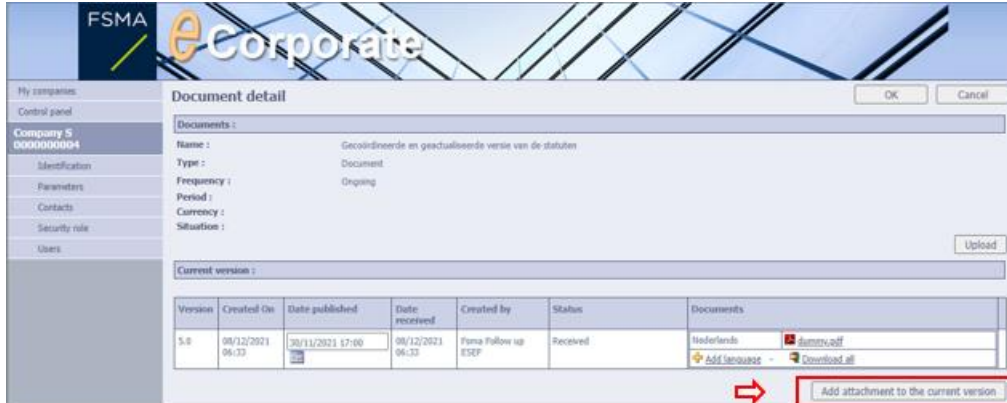 FSMA
eCorporate
My companies
Control panel
Company S
0000000004
Identification
Parameters
Contacts
Security role
Users
Document detail
OK
Cancel
Documents :
Name : Gecoördineerde en geactualiseerde versie van de statuten
Type : Document
Frequency : Ongoing
Period :
Currency :
Situation :
Upload
Current version :
Version Created On Date published Date received Created by Status Documents
5.0 08/12/2021 06:33 30/11/2021 17:00 08/12/2021 06:33 Fsma Follow up ESEF Received Nederlands dummy.pdf
Add language - Download all
Add attachment to the current version